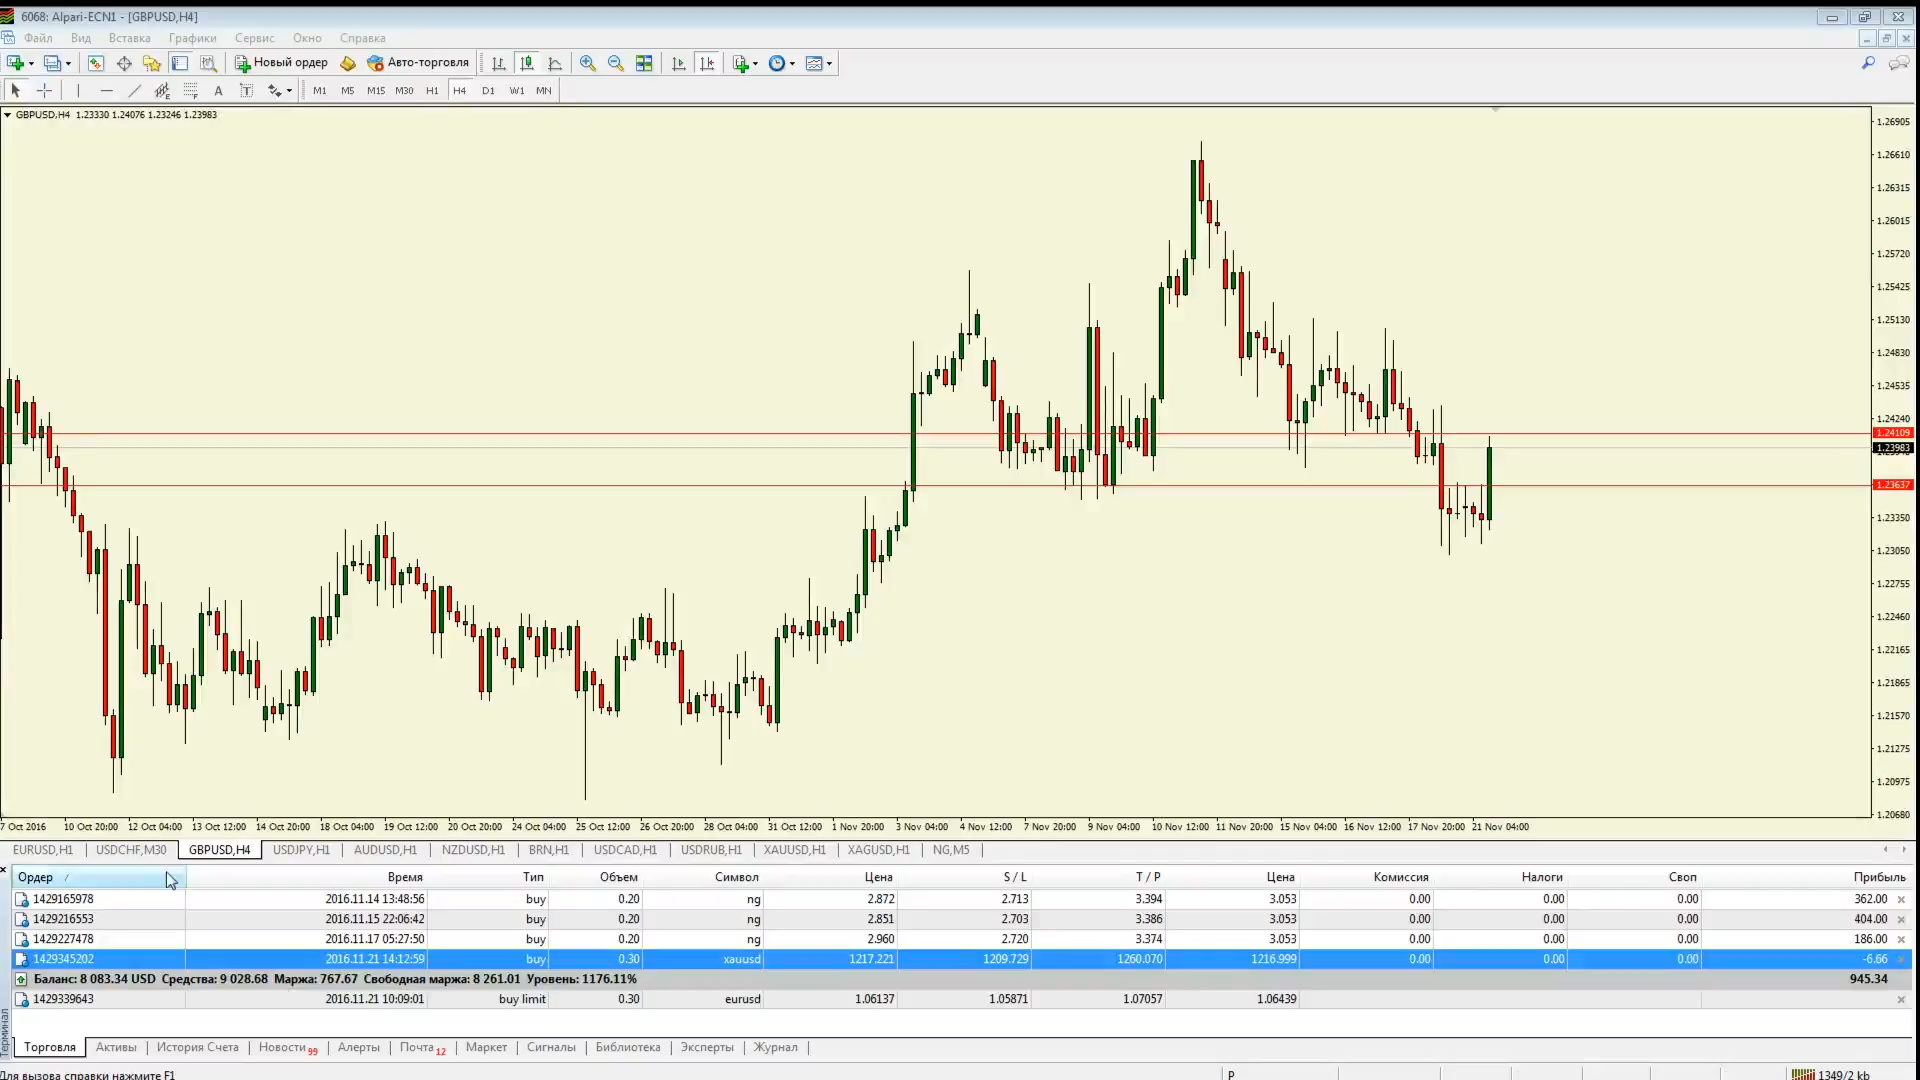 6068: Alpari-ECN1 - [GBPUSD,H4]
Файл Вид Вставка Графики Сервис Окно Справка
Новый ордер Авто-торговля
A T M1 M5 M15 M30 H1 H4 D1 W1 MN
GBPUSD,H4 1.23330 1.24076 1.23246 1.23983
1.26905
1.26610
1.26315
1.26015
1.25720
1.25425
1.25130
1.24830
1.24535
1.24240
1.24109
1.23983
1.23637
1.23350
1.23050
1.22755
1.22460
1.22165
1.21865
1.21570
1.21275
1.20975
1.20680
7 Oct 2016 10 Oct 20:00 12 Oct 04:00 13 Oct 12:00 14 Oct 20:00 18 Oct 04:00 19 Oct 12:00 20 Oct 20:00 24 Oct 04:00 25 Oct 12:00 26 Oct 20:00 28 Oct 04:00 31 Oct 12:00 1 Nov 20:00 3 Nov 04:00 4 Nov 12:00 7 Nov 20:00 9 Nov 04:00 10 Nov 12:00 11 Nov 20:00 15 Nov 04:00 16 Nov 12:00 17 Nov 20:00 21 Nov 04:00
EURUSD,H1 USDCHF,M30 GBPUSD,H4 USDJPY,H1 AUDUSD,H1 NZDUSD,H1 BRN,H1 USDCAD,H1 USDRUB,H1 XAUUSD,H1 XAGUSD,H1 NG,M5
Ордер / Время Тип Объем Символ Цена S / L T / P Цена Комиссия Налоги Своп Прибыль
1429165978 2016.11.14 13:48:56 buy 0.20 ng 2.872 2.713 3.394 3.053 0.00 0.00 0.00 362.00
1429216553 2016.11.15 22:06:42 buy 0.20 ng 2.851 2.703 3.386 3.053 0.00 0.00 0.00 404.00
1429227478 2016.11.17 05:27:50 buy 0.20 ng 2.960 2.720 3.374 3.053 0.00 0.00 0.00 186.00
1429345202 2016.11.21 14:12:59 buy 0.30 xauusd 1217.221 1209.729 1260.070 1216.999 0.00 0.00 0.00 -6.66
Баланс: 8 083.34 USD Средства: 9 028.68 Маржа: 767.67 Свободная маржа: 8 261.01 Уровень: 1176.11% 945.34
1429339643 2016.11.21 10:09:01 buy limit 0.30 eurusd 1.06137 1.05871 1.07057 1.06439
Терминал
Торговля Активы История Счета Новости 99 Алерты Почта 12 Маркет Сигналы Библиотека Эксперты Журнал
Для вызова справки нажмите F1 P 1349/2 kb